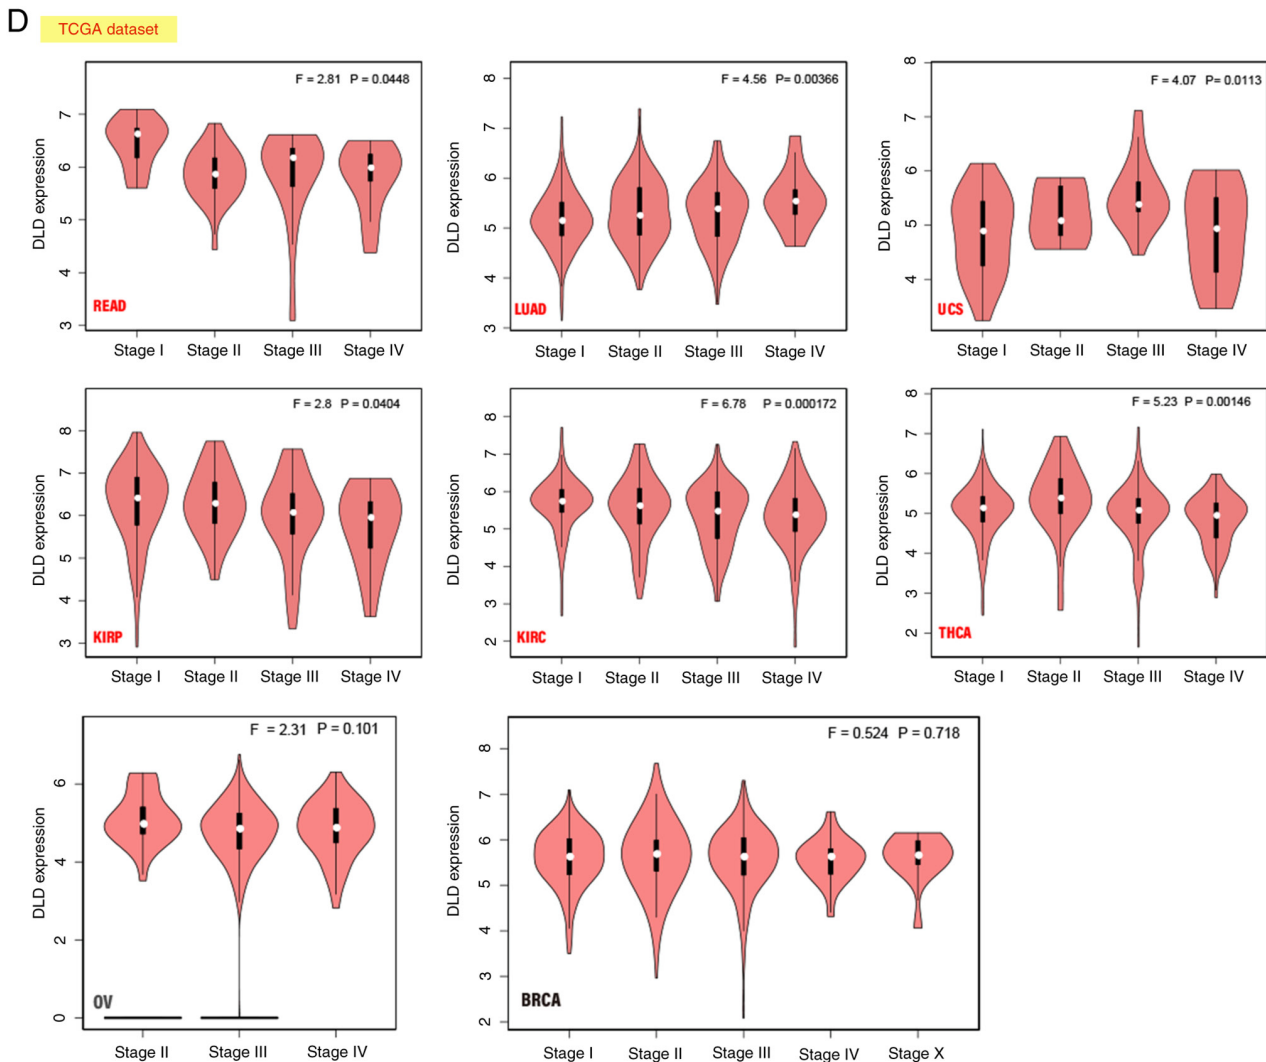 D
TCGA dataset
F = 2.81 P = 0.0448
DLD expression
7
6
5
4
3
READ
Stage I Stage II Stage III Stage IV
F = 4.56 P = 0.00366
DLD expression
8
7
6
5
4
3
LUAD
Stage I Stage II Stage III Stage IV
F = 4.07 P= 0.0113
DLD expression
8
7
6
5
4
UCS
Stage I Stage II Stage III Stage IV
F = 2.8 P = 0.0404
DLD expression
8
7
6
5
4
3
KIRP
Stage I Stage II Stage III Stage IV
F = 6.78 P = 0.000172
DLD expression
8
7
6
5
4
3
2
KIRC
Stage I Stage II Stage III Stage IV
F = 5.23 P = 0.00146
DLD expression
8
7
6
5
4
3
2
THCA
Stage I Stage II Stage III Stage IV
F = 2.31 P = 0.101
DLD expression
6
4
2
0
OV
Stage II Stage III Stage IV
F = 0.524 P = 0.718
DLD expression
8
7
6
5
4
3
2
BRCA
Stage I Stage II Stage III Stage IV Stage X